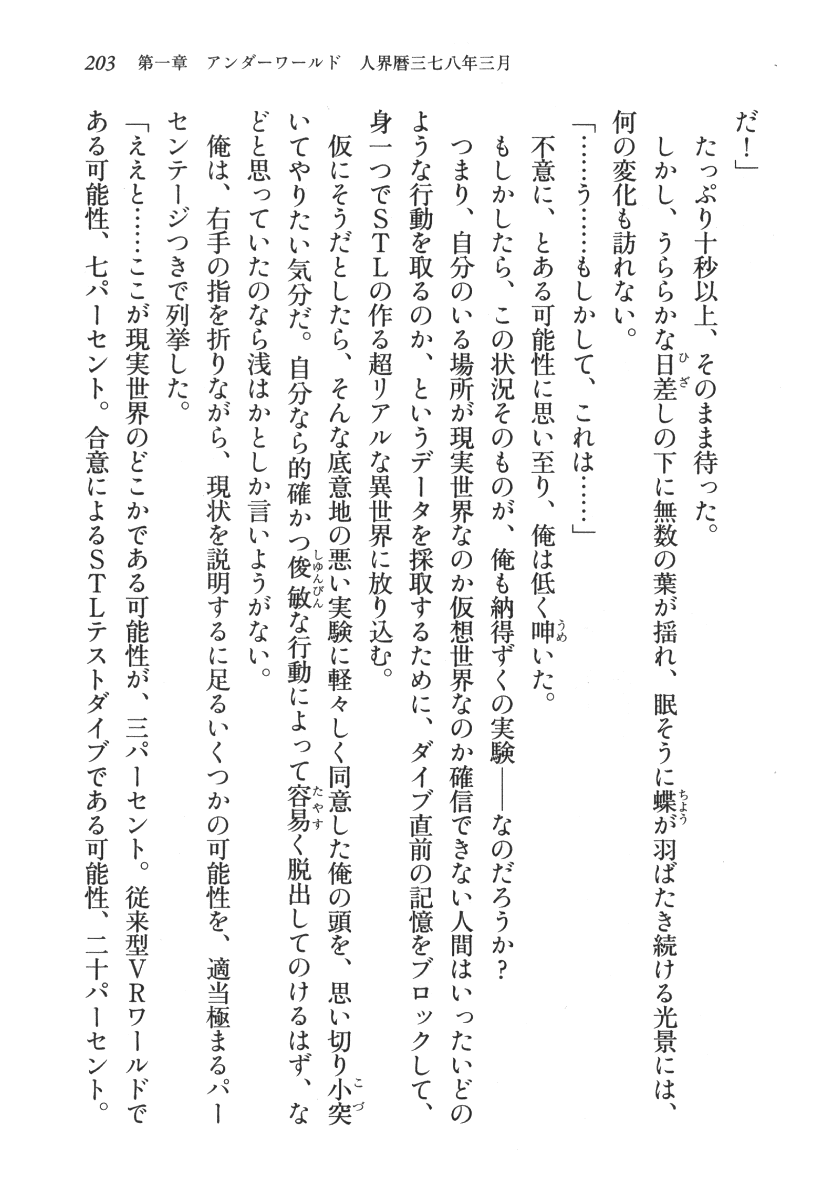 203　第一章　アンダーワールド　人界暦三七八年三月
だ！」
　たっぷり十秒以上、そのまま待った。
　しかし、うららかな日差しの下に無数の葉が揺れ、眠そうに蝶が羽ばたき続ける光景には、
何の変化も訪れない。
「……う……もしかして、これは……」
　不意に、とある可能性に思い至り、俺は低く呻いた。
　もしかしたら、この状況そのものが、俺も納得ずくの実験――なのだろうか？
　つまり、自分のいる場所が現実世界なのか仮想世界なのか確信できない人間はいったいどの
ような行動を取るのか、というデータを採取するために、ダイブ直前の記憶をブロックして、
身一つでＳＴＬの作る超リアルな異世界に放り込む。
　仮にそうだとしたら、そんな底意地の悪い実験に軽々しく同意した俺の頭を、思い切り小突
いてやりたい気分だ。自分なら的確かつ俊敏な行動によって容易く脱出してのけるはず、な
どと思っていたのなら浅はかとしか言いようがない。
　俺は、右手の指を折りながら、現状を説明するに足るいくつかの可能性を、適当極まるパー
センテージつきで列挙した。
「ええと……ここが現実世界のどこかである可能性が、三パーセント。従来型ＶＲワールドで
ある可能性、七パーセント。合意によるＳＴＬテストダイブである可能性、二十パーセント。